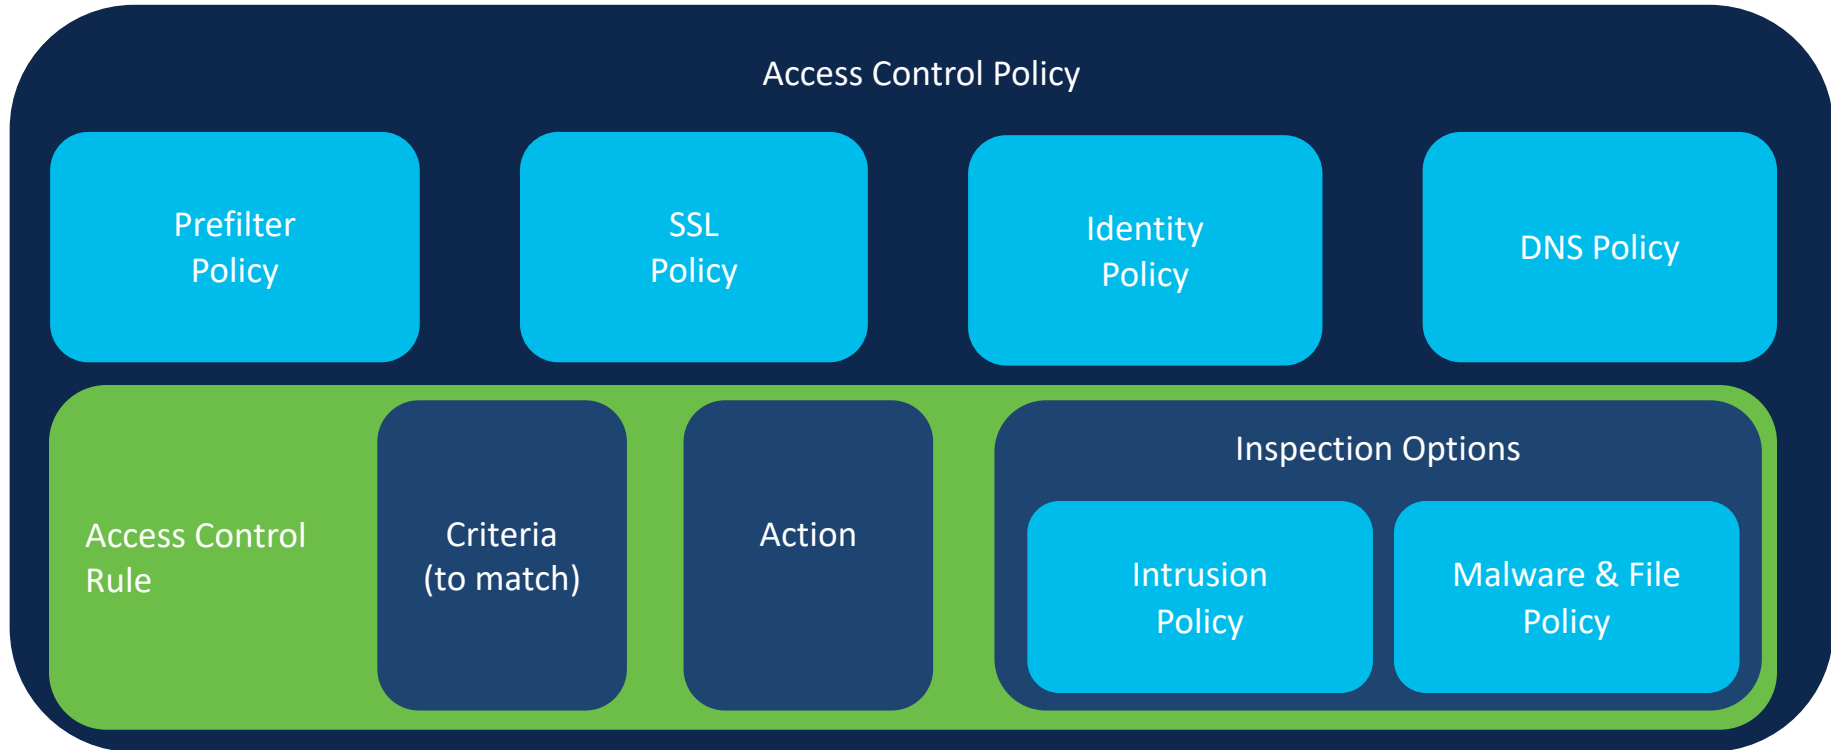 Access Control Policy
Prefilter
Policy
SSL
Policy
Identity
Policy
DNS Policy
Access Control
Rule
Criteria
(to match)
Action
Inspection Options
Intrusion
Policy
Malware & File
Policy